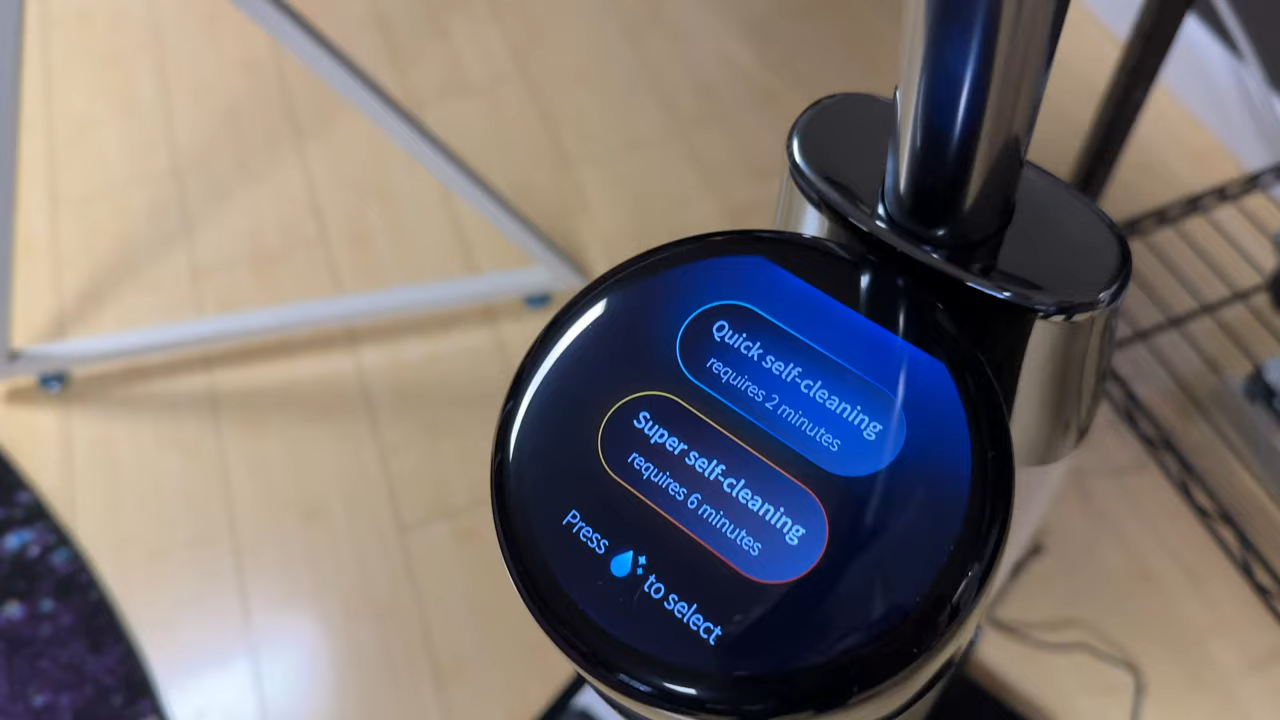 Quick self-cleaning
requires 2 minutes
Super self-cleaning
requires 6 minutes
Press to select